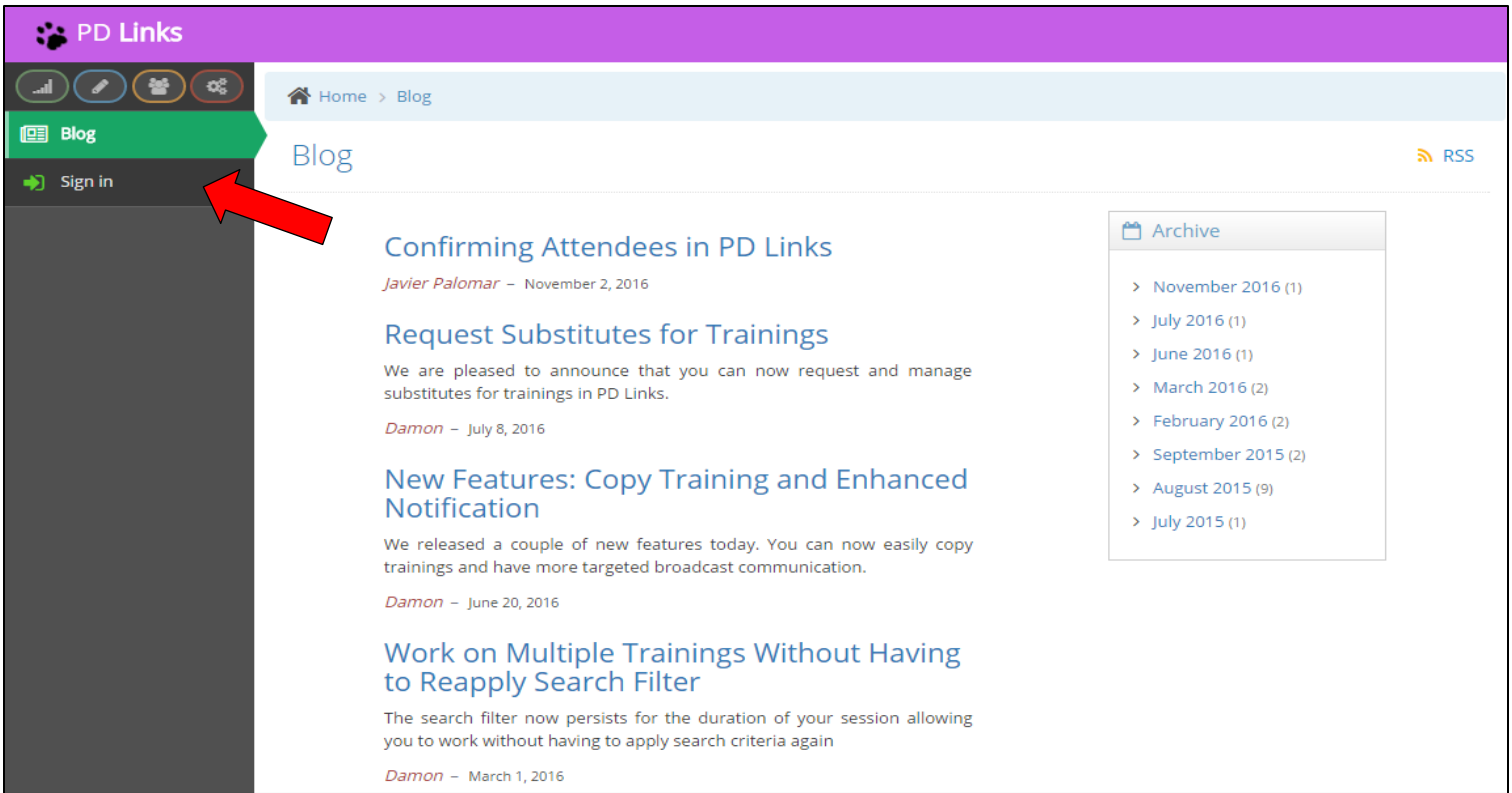 PD Links
Home > Blog
Blog
Sign in
Blog
RSS
Confirming Attendees in PD Links
Javier Palomar – November 2, 2016
Request Substitutes for Trainings
We are pleased to announce that you can now request and manage
substitutes for trainings in PD Links.
Damon – July 8, 2016
New Features: Copy Training and Enhanced
Notification
We released a couple of new features today. You can now easily copy
trainings and have more targeted broadcast communication.
Damon – June 20, 2016
Work on Multiple Trainings Without Having
to Reapply Search Filter
The search filter now persists for the duration of your session allowing
you to work without having to apply search criteria again
Damon – March 1, 2016
Archive
> November 2016 (1)
> July 2016 (1)
> June 2016 (1)
> March 2016 (2)
> February 2016 (2)
> September 2015 (2)
> August 2015 (9)
> July 2015 (1)